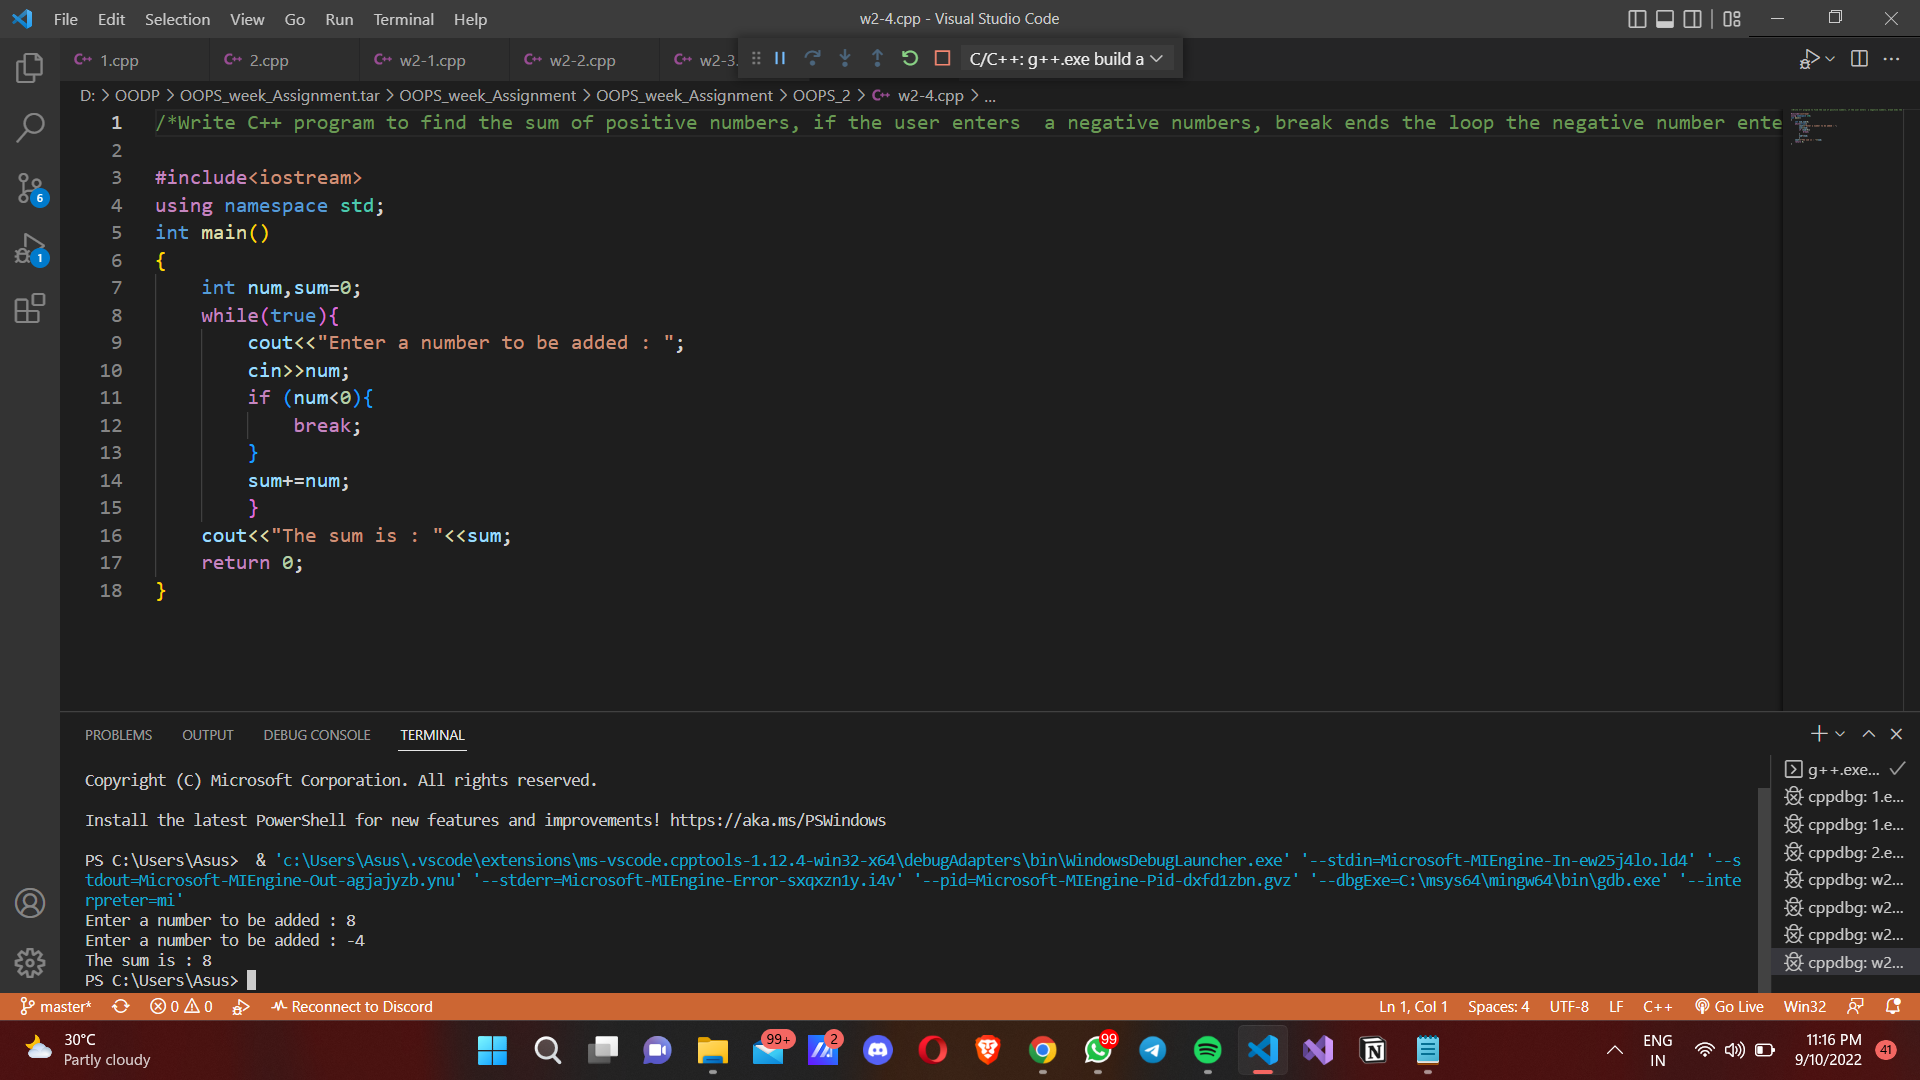 File Edit Selection View Go Run Terminal Help
w2-4.cpp - Visual Studio Code
1.cpp
2.cpp
w2-1.cpp
w2-2.cpp
w2-3.
C/C++: g++.exe build a
D: > OODP > OOPS_week_Assignment.tar > OOPS_week_Assignment > OOPS_week_Assignment > OOPS_2 > w2-4.cpp > ...
1 /*Write C++ program to find the sum of positive numbers, if the user enters  a negative numbers, break ends the loop the negative number ente
2
3 #include<iostream>
4 using namespace std;
5 int main()
6 {
7     int num,sum=0;
8     while(true){
9         cout<<"Enter a number to be added : ";
10         cin>>num;
11         if (num<0){
12             break;
13         }
14         sum+=num;
15         }
16     cout<<"The sum is : "<<sum;
17     return 0;
18 }
6
1
PROBLEMS OUTPUT DEBUG CONSOLE TERMINAL
Copyright (C) Microsoft Corporation. All rights reserved.
Install the latest PowerShell for new features and improvements! https://aka.ms/PSWindows
PS C:\Users\Asus>  & 'c:\Users\Asus\.vscode\extensions\ms-vscode.cpptools-1.12.4-win32-x64\debugAdapters\bin\WindowsDebugLauncher.exe' '--stdin=Microsoft-MIEngine-In-ew25j4lo.ld4' '--s
tdout=Microsoft-MIEngine-Out-agjajyzb.ynu' '--stderr=Microsoft-MIEngine-Error-sxqxzn1y.i4v' '--pid=Microsoft-MIEngine-Pid-dxfd1zbn.gvz' '--dbgExe=C:\msys64\mingw64\bin\gdb.exe' '--inte
rpreter=mi'
Enter a number to be added : 8
Enter a number to be added : -4
The sum is : 8
PS C:\Users\Asus>
g++.exe...
cppdbg: 1.e...
cppdbg: 1.e...
cppdbg: 2.e...
cppdbg: w2...
cppdbg: w2...
cppdbg: w2...
cppdbg: w2...
master* 0 0 Reconnect to Discord
Ln 1, Col 1 Spaces: 4 UTF-8 LF C++ Go Live Win32
30°C
Partly cloudy
99+
2
99
ENG
IN
11:16 PM
9/10/2022
41